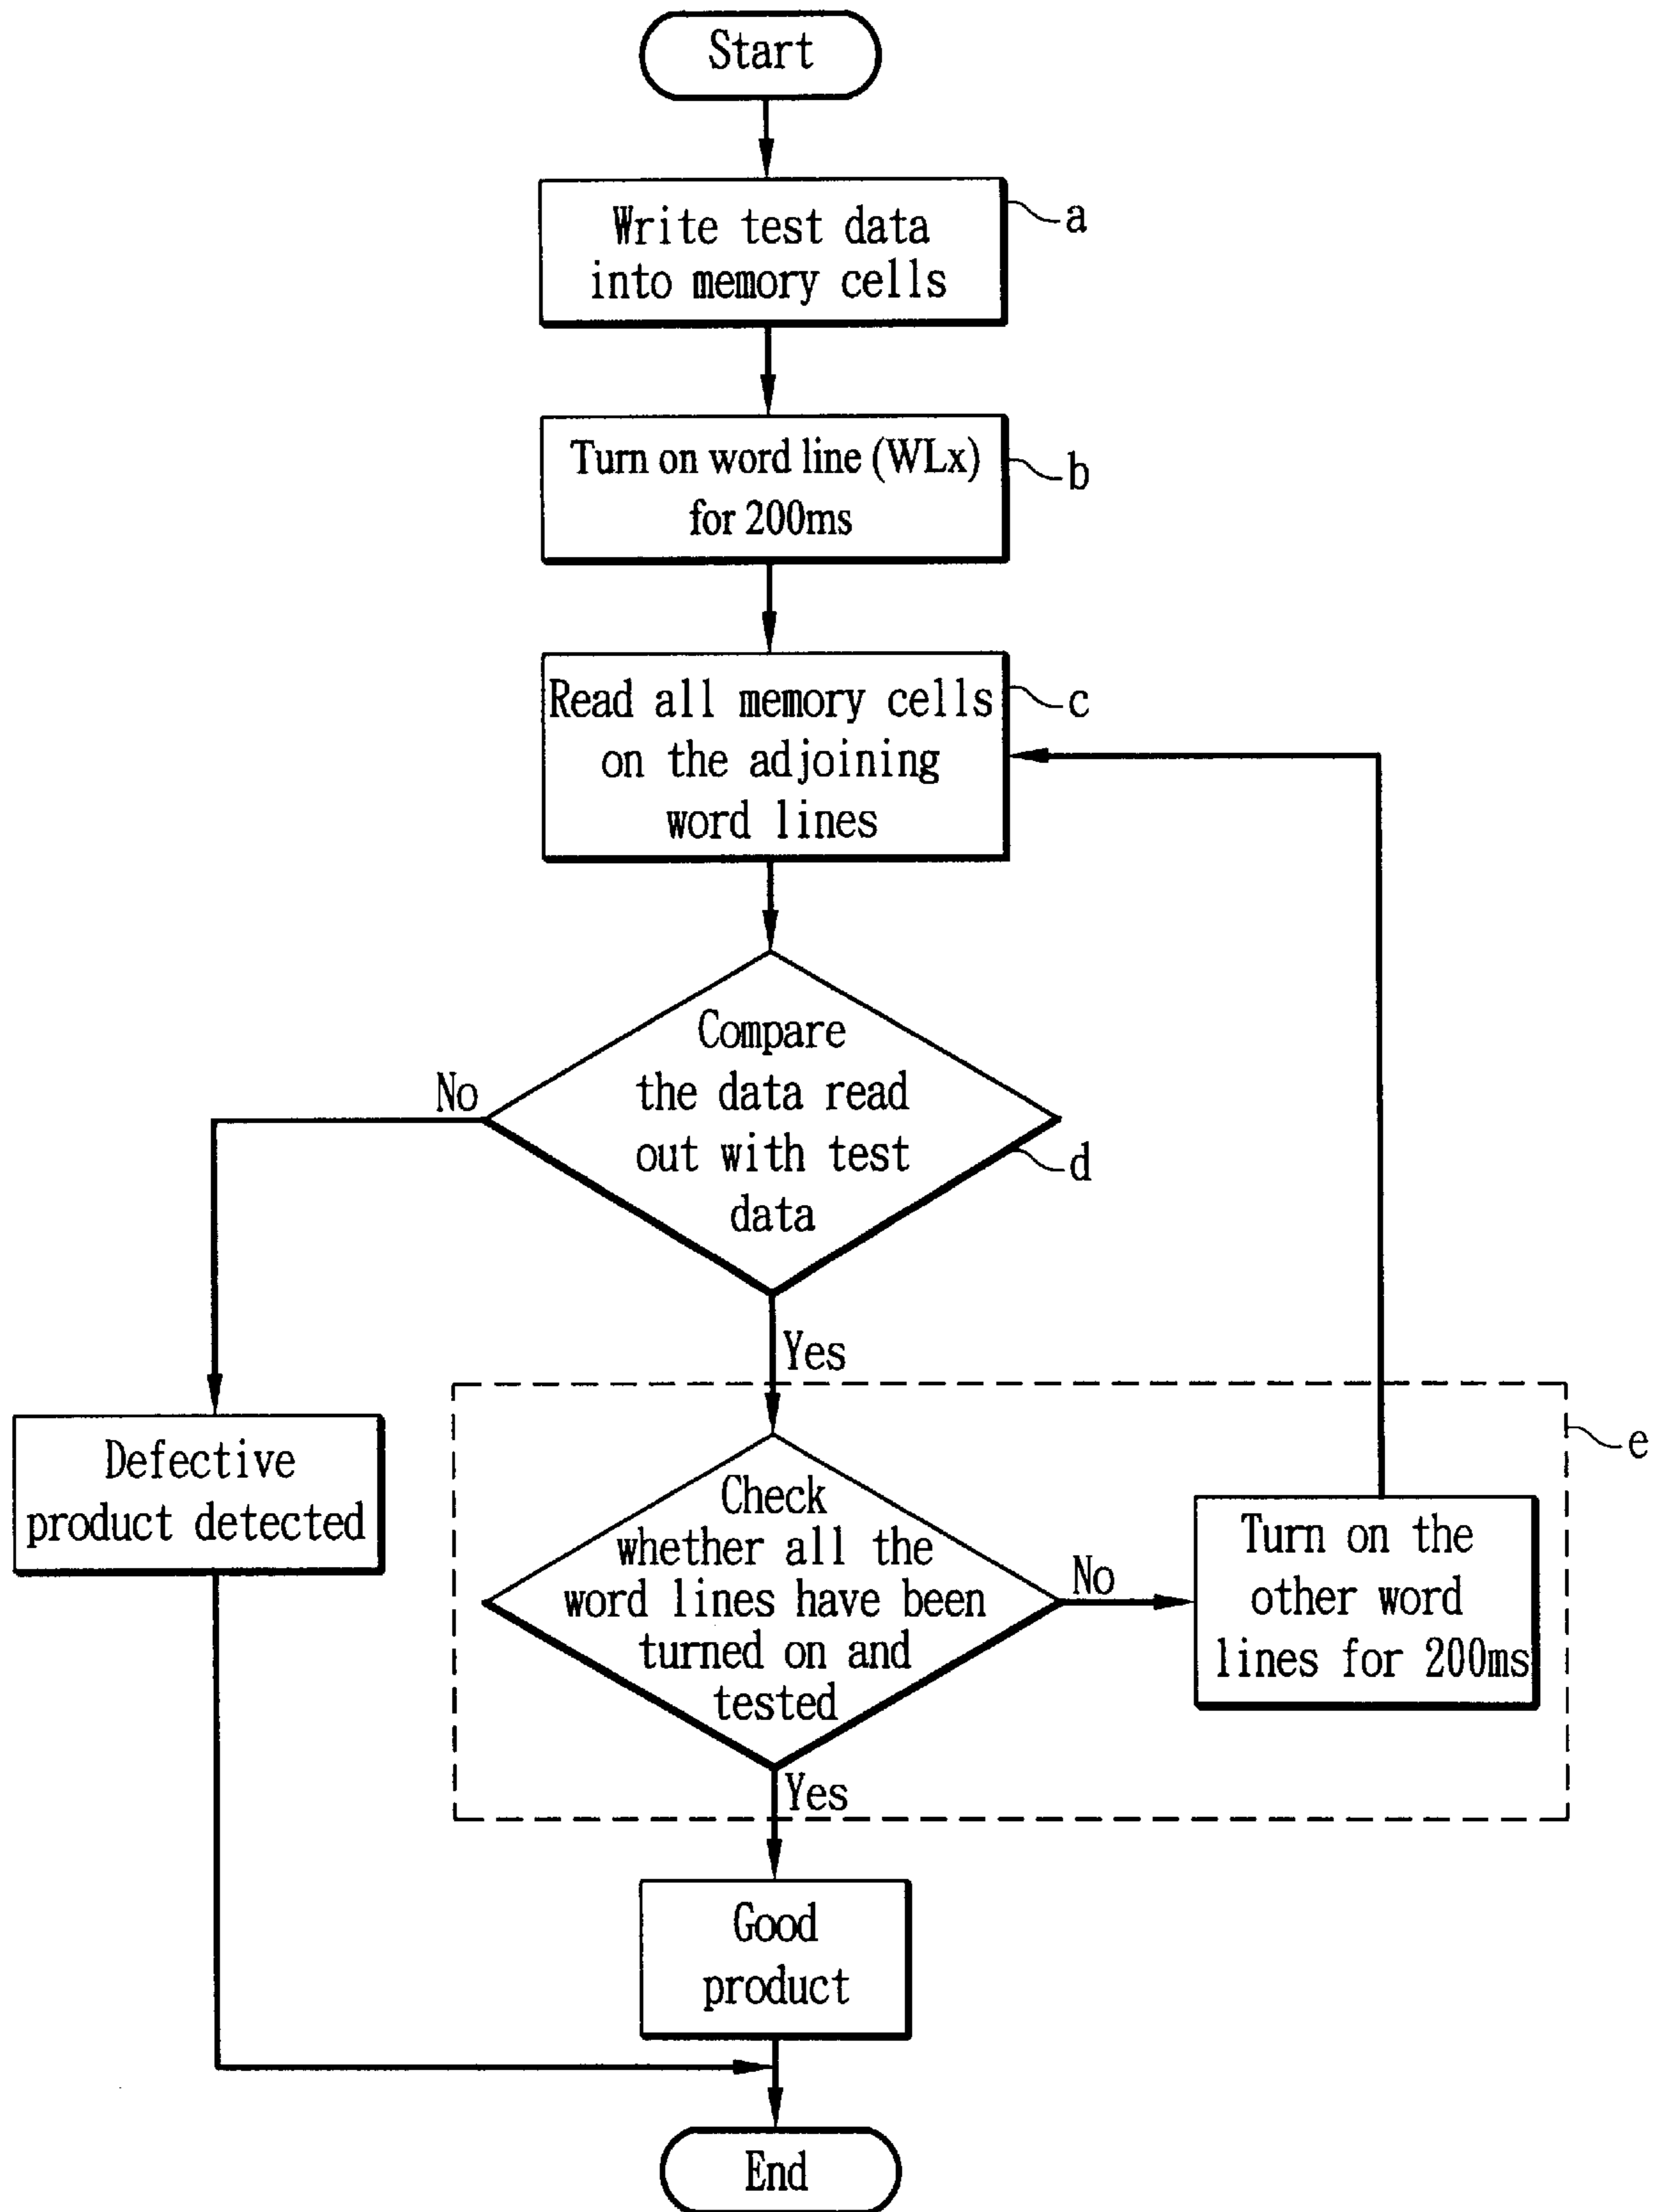 Start
Write test data
into memory cells
a
Turn on word line (WLx)
for 200ms
b
Read all memory cells
on the adjoining
word lines
c
Compare
the data read
out with test
data
d
No
Yes
Defective
product detected
Check
whether all the
word lines have been
turned on and
tested
No
Turn on the
other word
lines for 200ms
e
Yes
Good
product
End